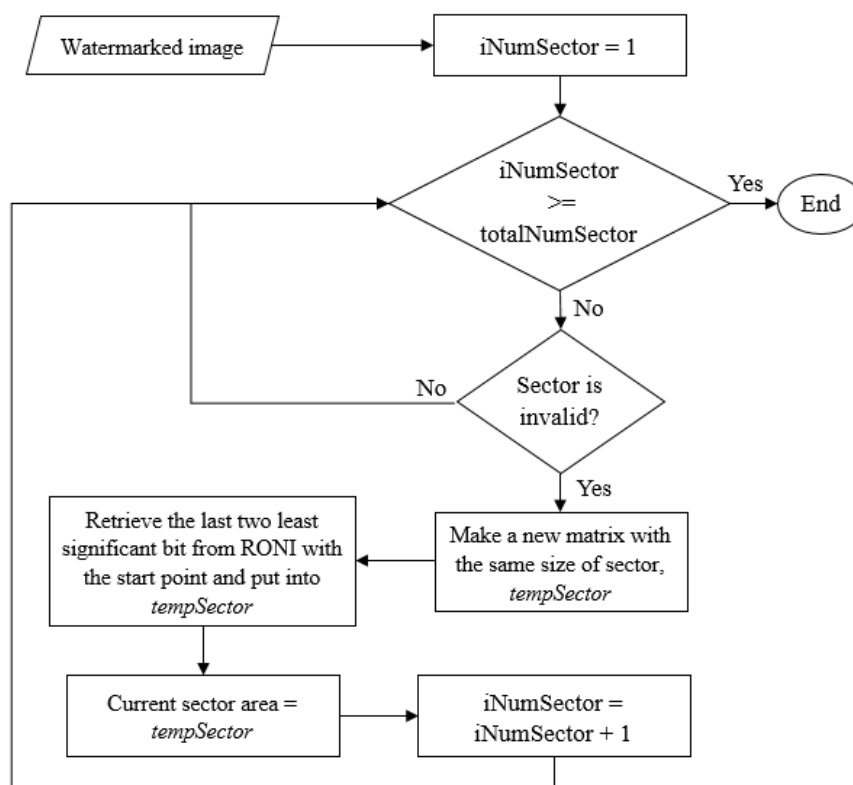 Watermarked image
iNumSector = 1
iNumSector
>=
totalNumSector
Yes
End
No
Sector is
invalid?
No
Yes
Make a new matrix with
the same size of sector,
tempSector
Retrieve the last two least
significant bit from RONI with
the start point and put into
tempSector
Current sector area =
tempSector
iNumSector =
iNumSector + 1